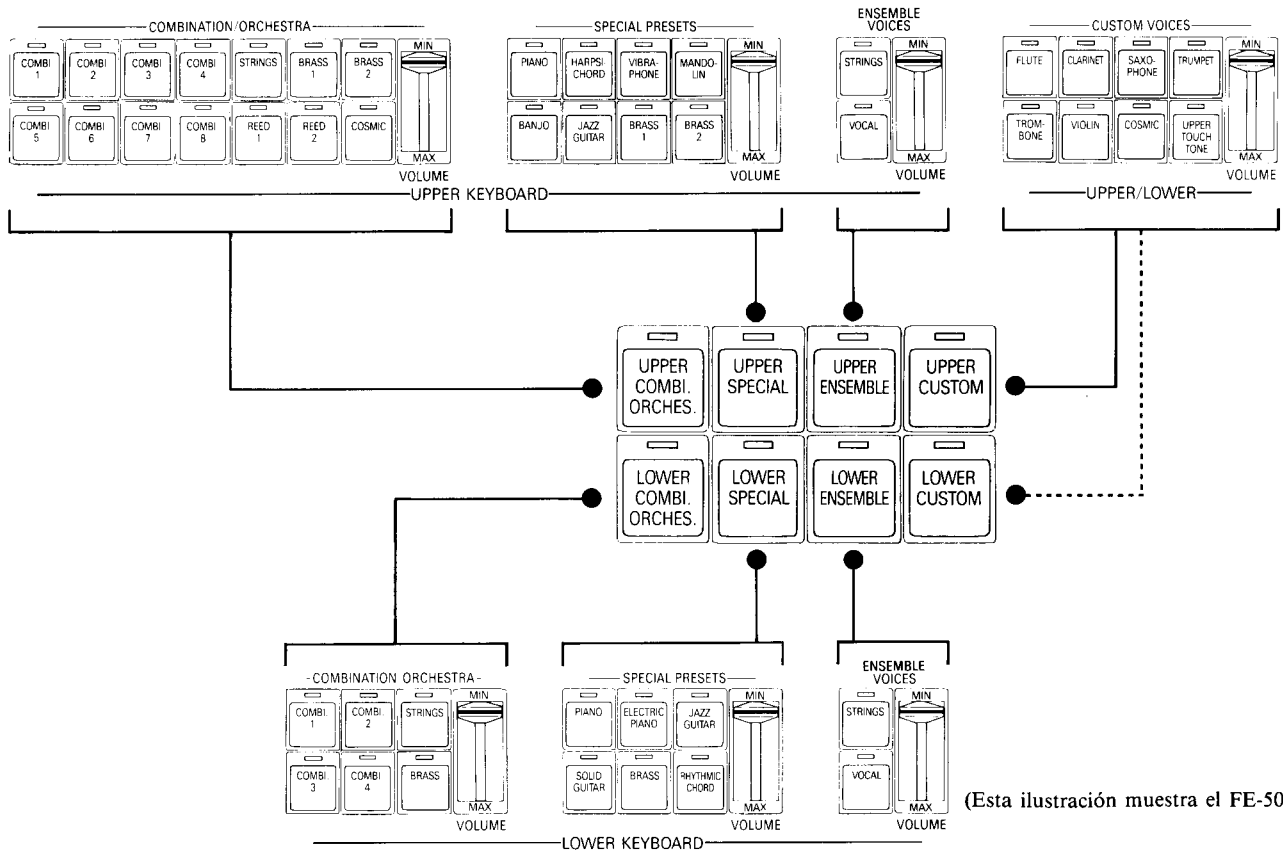 COMBINATION/ORCHESTRA
COMBI 1
COMBI 2
COMBI 3
COMBI 4
STRINGS
BRASS 1
BRASS 2
MIN
COMBI 5
COMBI 6
COMBI 7
COMBI 8
REED 1
REED 2
COSMIC
MAX
VOLUME
SPECIAL PRESETS
PIANO
HARPSI-
CHORD
VIBRA-
PHONE
MANDO-
LIN
MIN
BANJO
JAZZ
GUITAR
BRASS
1
BRASS
2
MAX
VOLUME
ENSEMBLE
VOICES
STRINGS
MIN
VOCAL
MAX
VOLUME
UPPER KEYBOARD
CUSTOM VOICES
FLUTE
CLARINET
SAXO-
PHONE
TRUMPET
MIN
TROM-
BONE
VIOLIN
COSMIC
UPPER
TOUCH
TONE
MAX
VOLUME
UPPER/LOWER
UPPER
COMBI.
ORCHES.
UPPER
SPECIAL
UPPER
ENSEMBLE
UPPER
CUSTOM
LOWER
COMBI.
ORCHES.
LOWER
SPECIAL
LOWER
ENSEMBLE
LOWER
CUSTOM
COMBINATION ORCHESTRA
COMBI.
1
COMBI.
2
STRINGS
MIN
COMBI.
3
COMBI
4
BRASS
MAX
VOLUME
SPECIAL PRESETS
PIANO
ELECTRIC
PIANO
JAZZ
GUITAR
MIN
SOLID
GUITAR
BRASS
RHYTHMIC
CHORD
MAX
VOLUME
ENSEMBLE
VOICES
STRINGS
MIN
VOCAL
MAX
VOLUME
LOWER KEYBOARD
(Esta ilustración muestra el FE-50